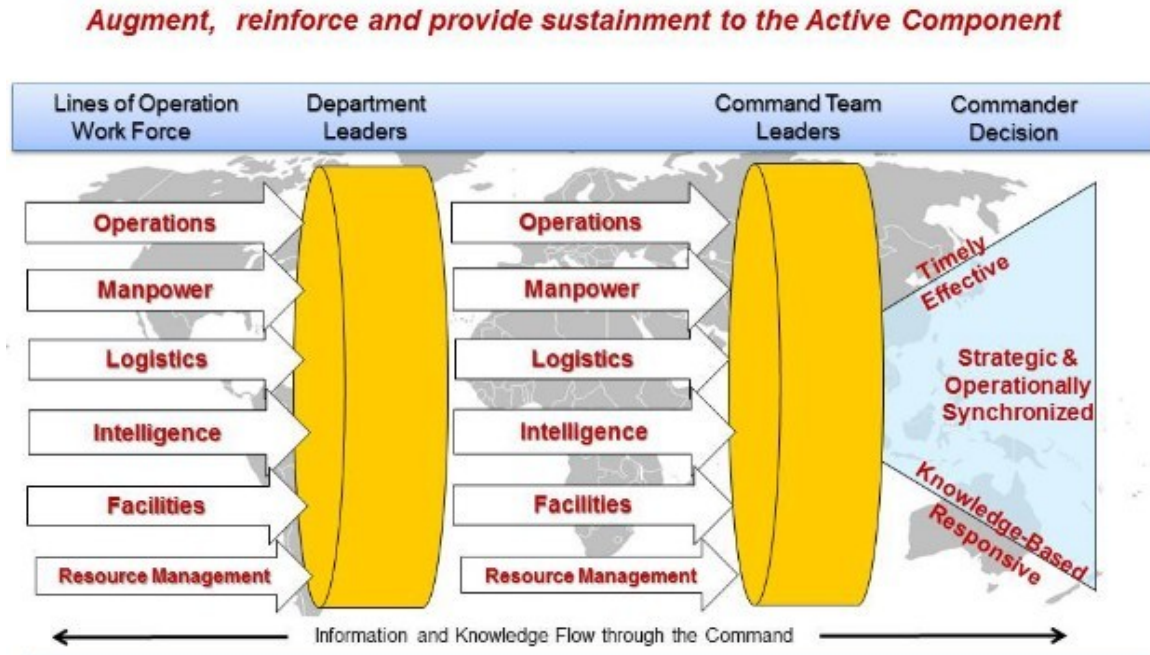 Augment, reinforce and provide sustainment to the Active Component
Lines of Operation
Work Force
Department
Leaders
Command Team
Leaders
Commander
Decision
Operations
Manpower
Logistics
Intelligence
Facilities
Resource Management
Operations
Manpower
Logistics
Intelligence
Facilities
Resource Management
Timely
Effective
Strategic &
Operationally
Synchronized
Knowledge-Based
Responsive
Information and Knowledge Flow through the Command